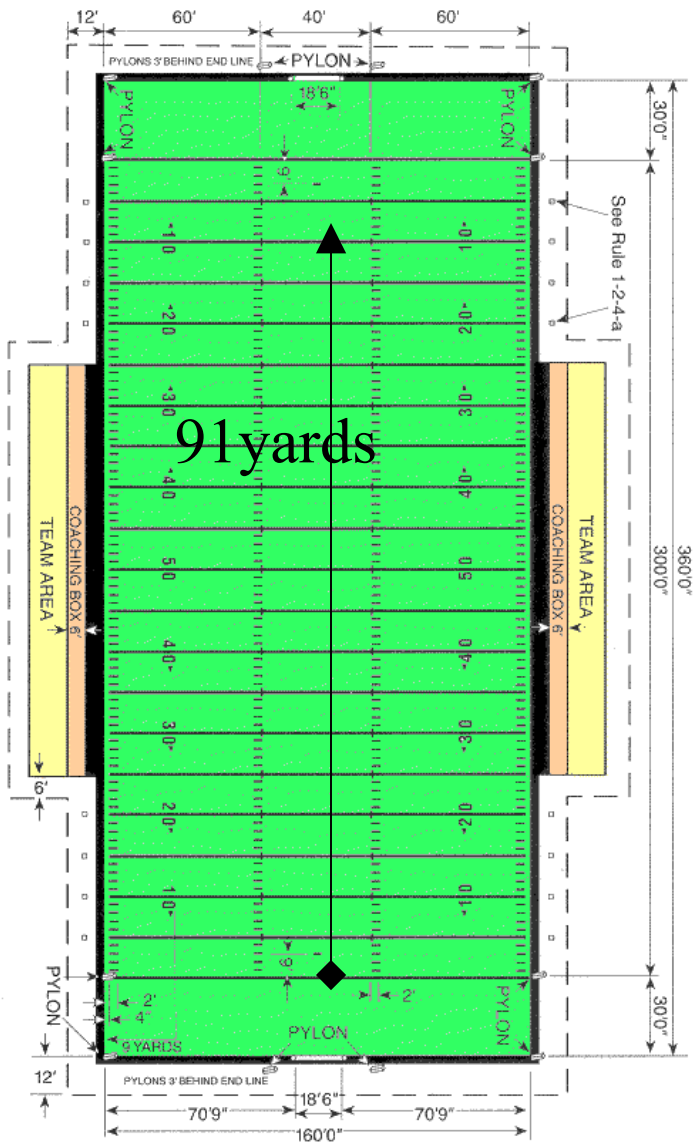 12' 60' 40' 60'
PYLONS 3' BEHIND END LINE PYLON
18'6"
PYLON PYLON 30'0"
6'
See Rule 1-2-4-a
10 10
20 20
30 30
91yards
40 40
TEAM AREA COACHING BOX 6' 50 50 COACHING BOX 6' TEAM AREA 300'0" 360'0"
40 40
30 30
6'
20 20
10 10
6'
PYLON 2' 2' PYLON 30'0"
4"
9 YARDS PYLON
12' PYLONS 3' BEHIND END LINE
18'6"
70'9" 70'9"
160'0"